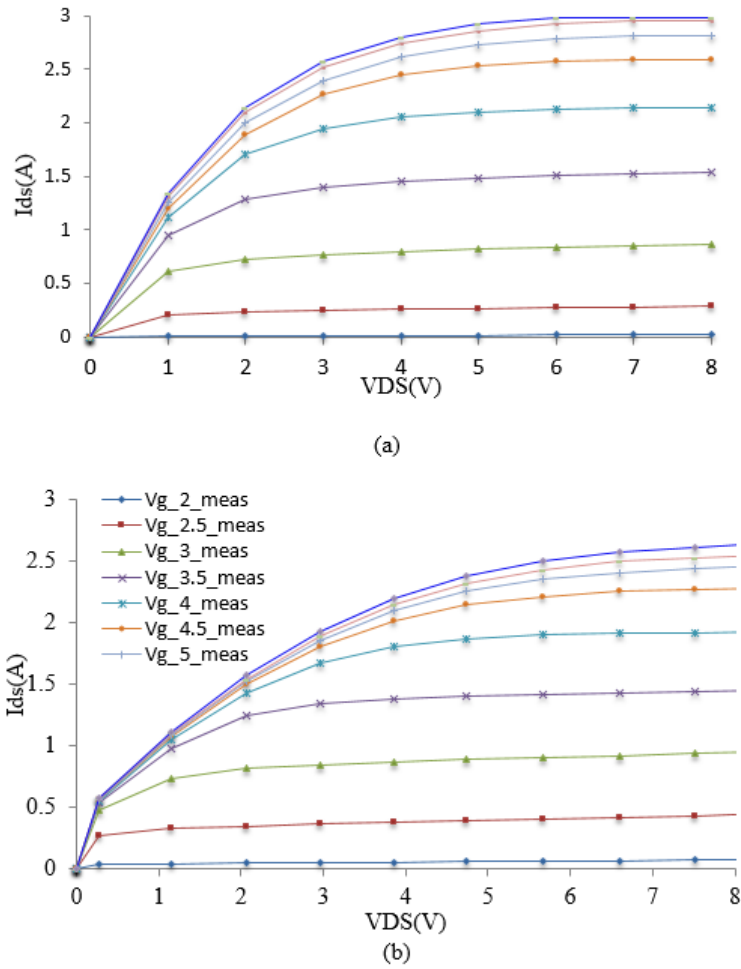 3
2.5
2
1.5
1
0.5
0
Ids(A)
0 1 2 3 4 5 6 7 8
VDS(V)
(a)
3
2.5
2
1.5
1
0.5
0
Ids(A)
Vg_2_meas
Vg_2.5_meas
Vg_3_meas
Vg_3.5_meas
Vg_4_meas
Vg_4.5_meas
Vg_5_meas
0 1 2 3 4 5 6 7 8
VDS(V)
(b)